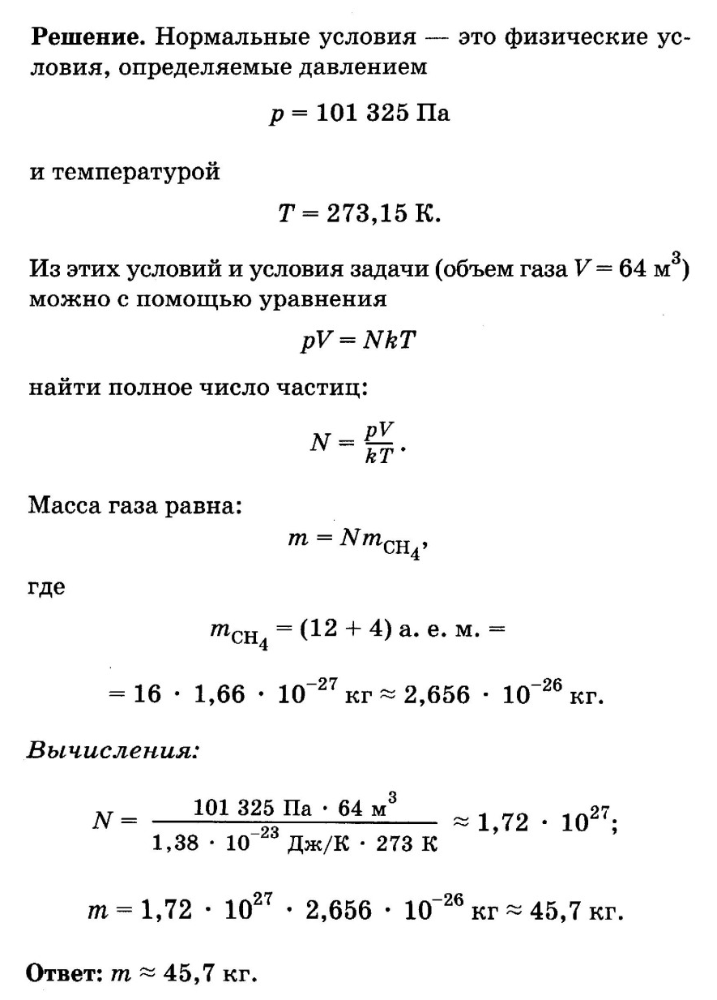 Решение. Нормальные условия — это физические ус-
ловия, определяемые давлением
p = 101 325 Па
и температурой
T = 273,15 К.
Из этих условий и условия задачи (объем газа V = 64 м³)
можно с помощью уравнения
pV = NkT
найти полное число частиц:
N = pV/kT.
Масса газа равна:
m = Nm_CH₄,
где
m_CH₄ = (12 + 4) а. е. м. =
= 16 · 1,66 · 10⁻²⁷ кг ≈ 2,656 · 10⁻²⁶ кг.
Вычисления:
N = 101 325 Па · 64 м³ / 1,38 · 10⁻²³ Дж/К · 273 К ≈ 1,72 · 10²⁷;
m = 1,72 · 10²⁷ · 2,656 · 10⁻²⁶ кг ≈ 45,7 кг.
Ответ: m ≈ 45,7 кг.